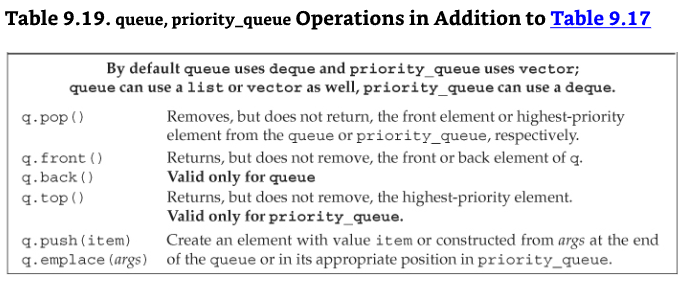 Table 9.19. queue, priority_queue Operations in Addition to Table 9.17
By default queue uses deque and priority_queue uses vector;
queue can use a list or vector as well, priority_queue can use a deque.
q.pop() Removes, but does not return, the front element or highest-priority
element from the queue or priority_queue, respectively.
q.front() Returns, but does not remove, the front or back element of q.
q.back() Valid only for queue
q.top() Returns, but does not remove, the highest-priority element.
Valid only for priority_queue.
q.push(item) Create an element with value item or constructed from args at the end
q.emplace(args) of the queue or in its appropriate position in priority_queue.